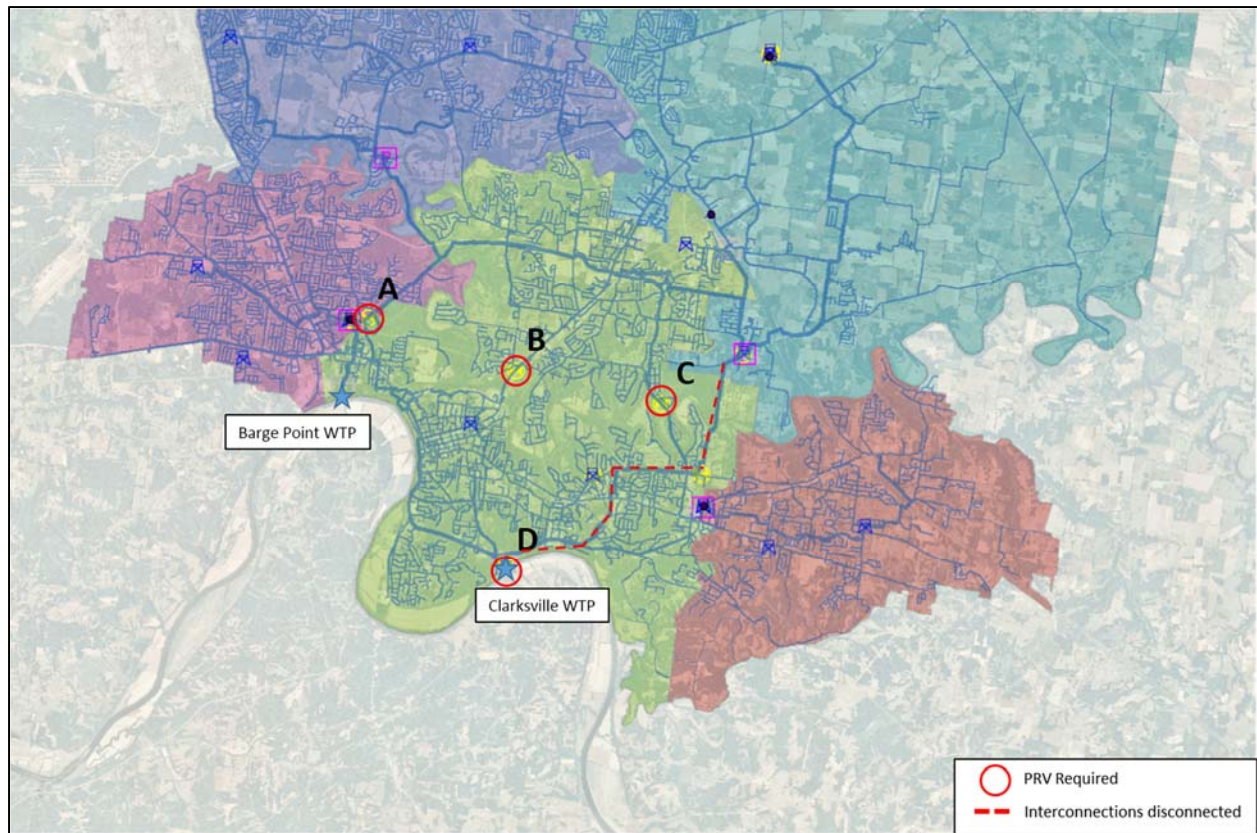 A
B
C
Barge Point WTP
D
Clarksville WTP
PRV Required
Interconnections disconnected